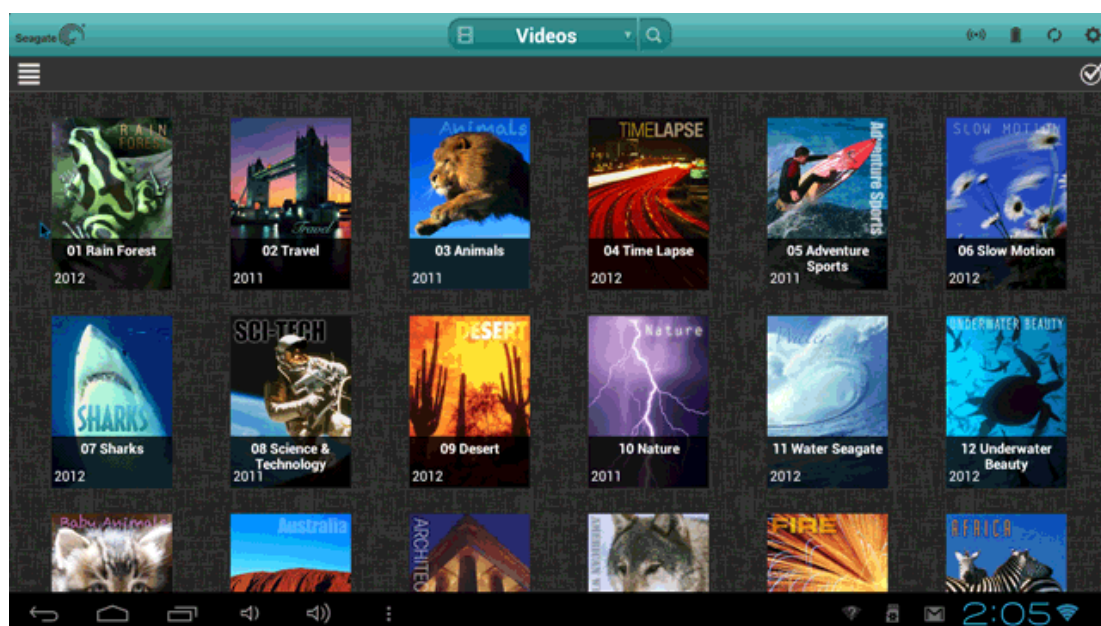 Seagate
Videos
RAIN
FOREST
01 Rain Forest
2012
Travel
02 Travel
2011
Animals
03 Animals
2011
TIMELAPSE
04 Time Lapse
2012
Adventure Sports
05 Adventure
Sports
2011
SLOW MOTION
06 Slow Motion
2012
SHARKS
07 Sharks
2012
SCI-TECH
08 Science &
Technology
2011
DESERT
09 Desert
2012
Nature
10 Nature
2011
Water
11 Water Seagate
2012
UNDERWATER BEAUTY
12 Underwater
Beauty
2012
Baby Animals
Australia
ARCHITEC
AMERICAN W
FIRE
AFRICA
2:05